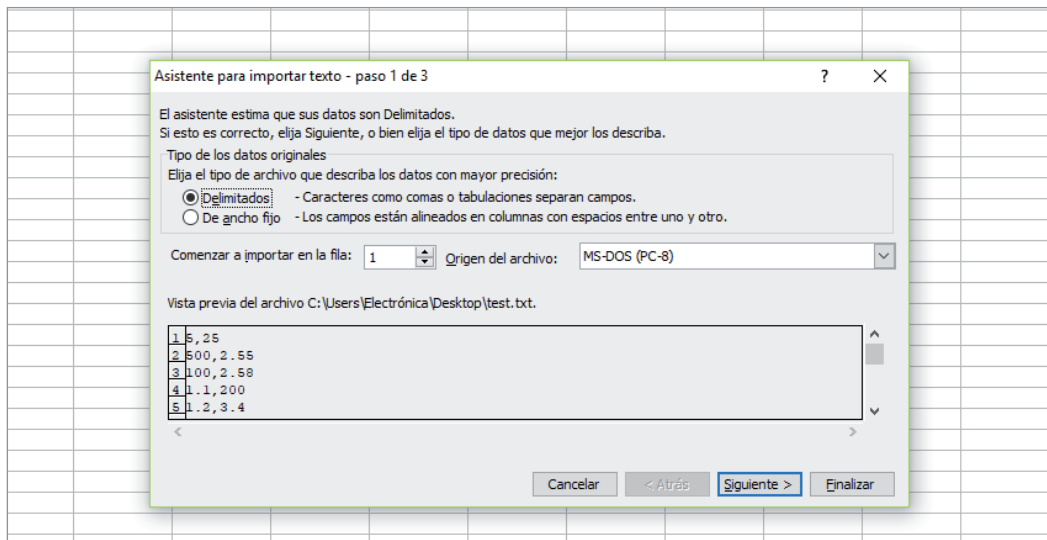 Asistente para importar texto - paso 1 de 3
?
El asistente estima que sus datos son Delimitados.
Si esto es correcto, elija Siguiente, o bien elija el tipo de datos que mejor los describa.
Tipo de los datos originales
Elija el tipo de archivo que describa los datos con mayor precisión:
Delimitados - Caracteres como comas o tabulaciones separan campos.
De ancho fijo - Los campos están alineados en columnas con espacios entre uno y otro.
Comenzar a importar en la fila: 1 Origen del archivo: MS-DOS (PC-8)
Vista previa del archivo C:\Users\Electrónica\Desktop\test.txt.
1 5,25
2 500,2.55
3 100,2.58
4 1.1,200
5 1.2,3.4
Cancelar < Atrás Siguiente > Finalizar